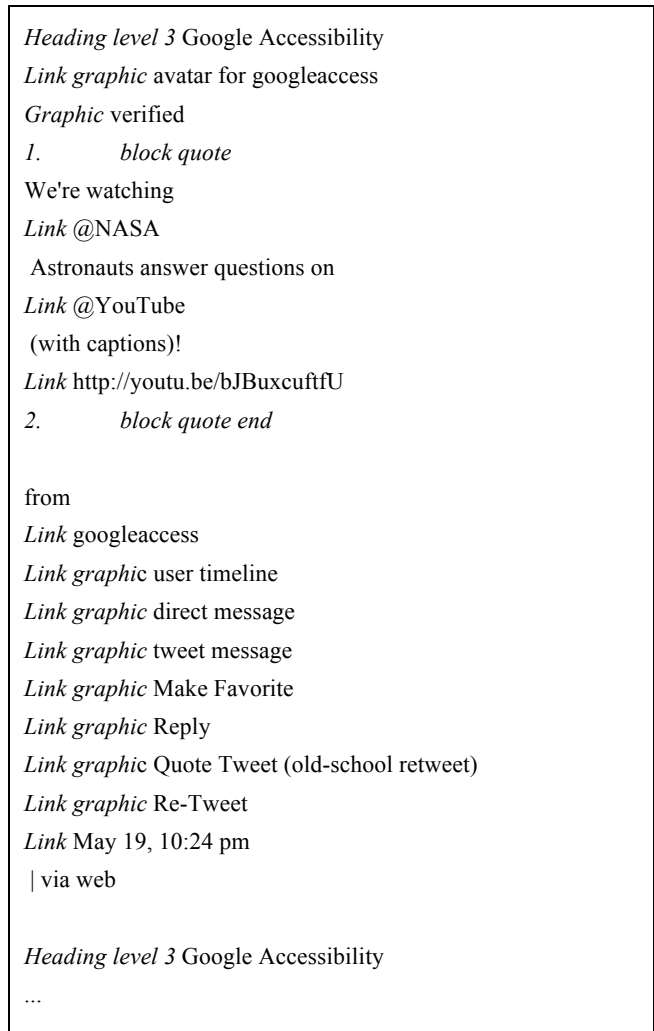 Heading level 3 Google Accessibility
Link graphic avatar for googleaccess
Graphic verified
1. block quote
We're watching
Link @NASA
Astronauts answer questions on
Link @YouTube
(with captions)!
Link http://youtu.be/bJBuxcuftfU
2. block quote end
from
Link googleaccess
Link graphic user timeline
Link graphic direct message
Link graphic tweet message
Link graphic Make Favorite
Link graphic Reply
Link graphic Quote Tweet (old-school retweet)
Link graphic Re-Tweet
Link May 19, 10:24 pm
| via web
Heading level 3 Google Accessibility
...